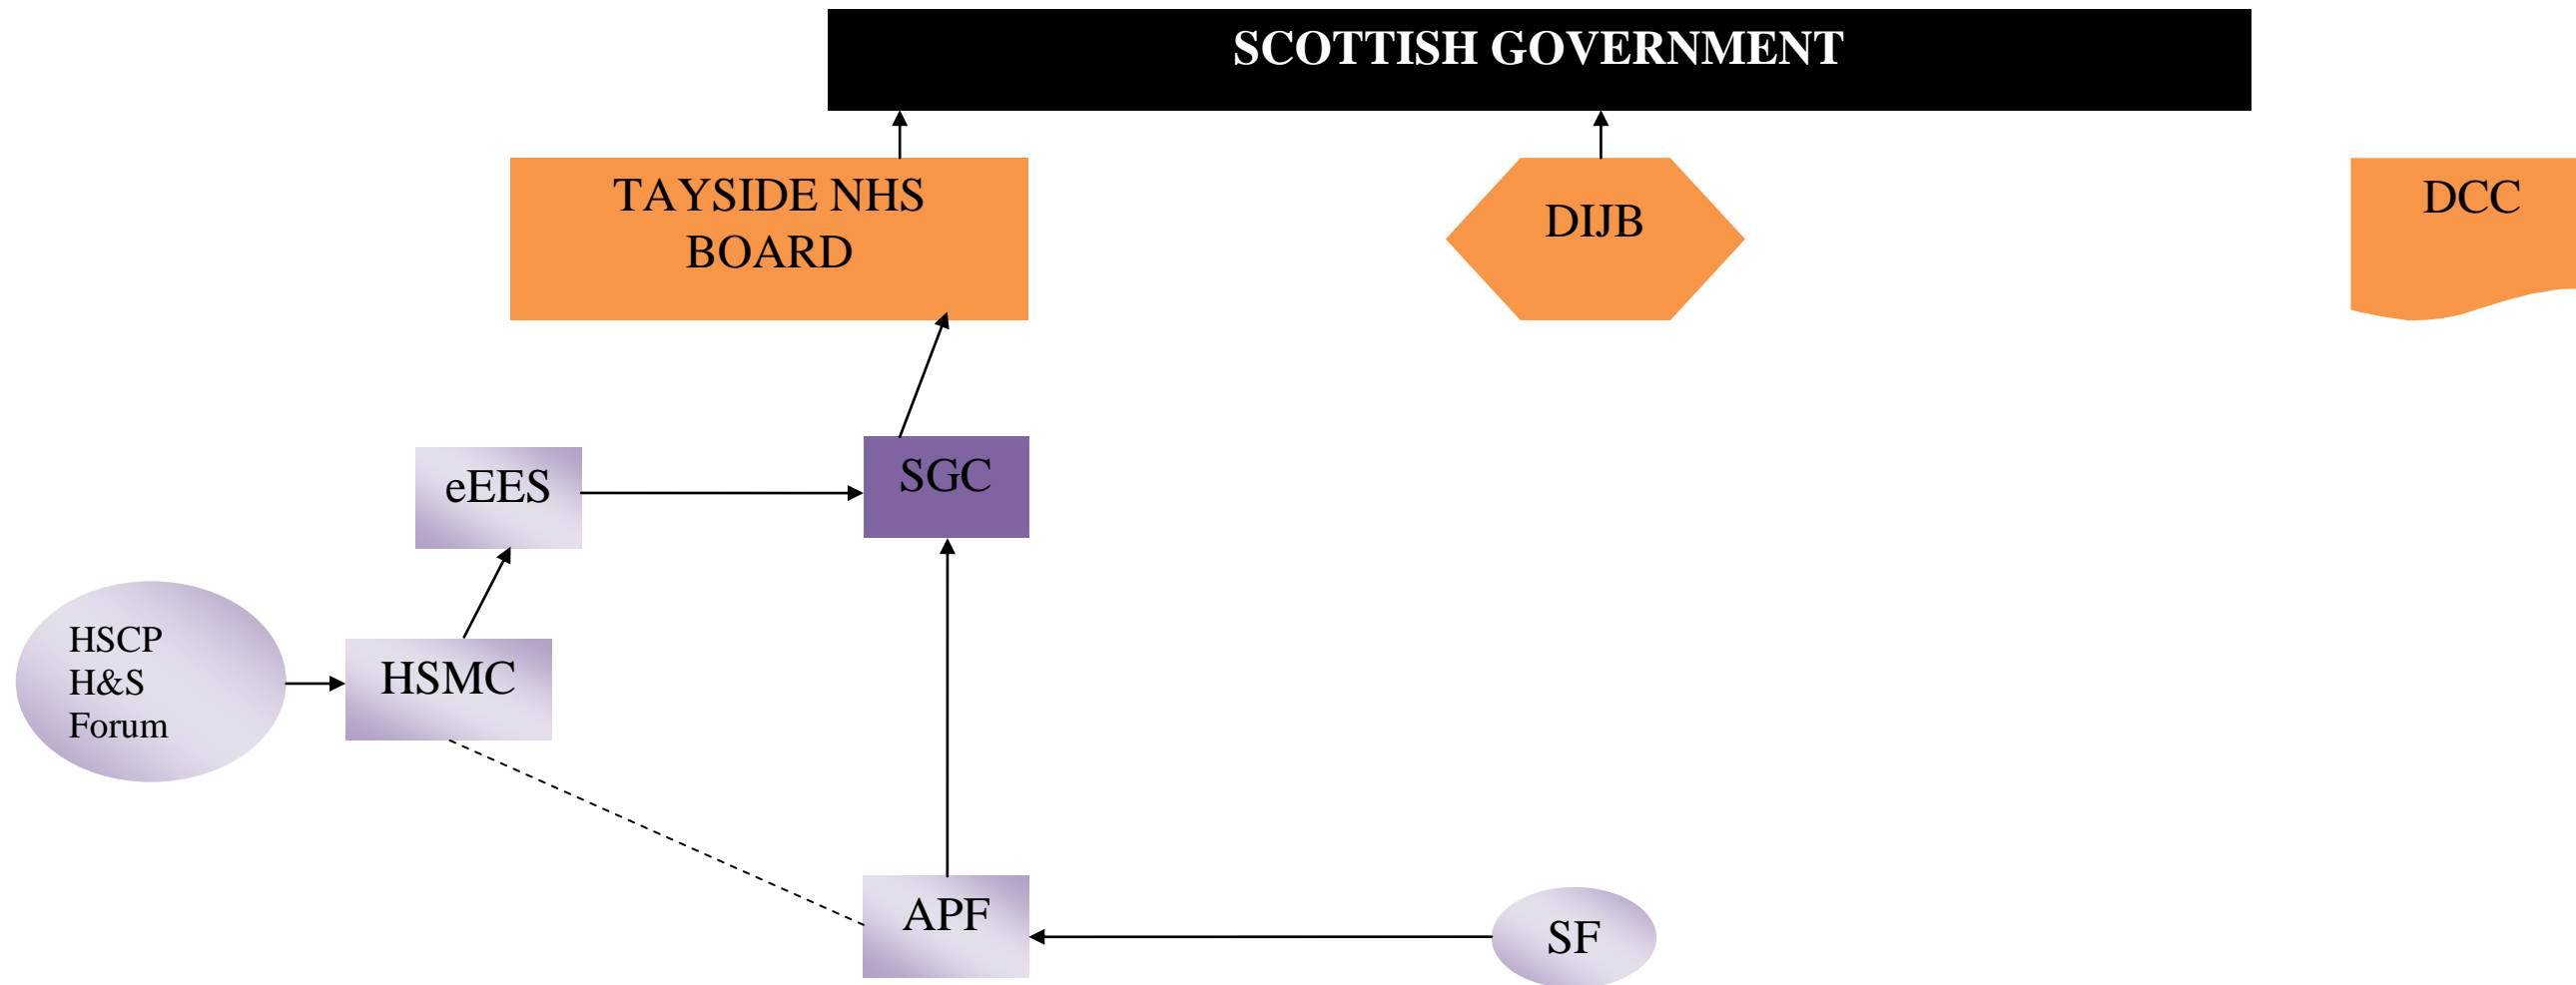 SCOTTISH GOVERNMENT
TAYSIDE NHS
BOARD
DIJB
DCC
eEES
SGC
HSCP
H&S
Forum
HSMC
APF
SF